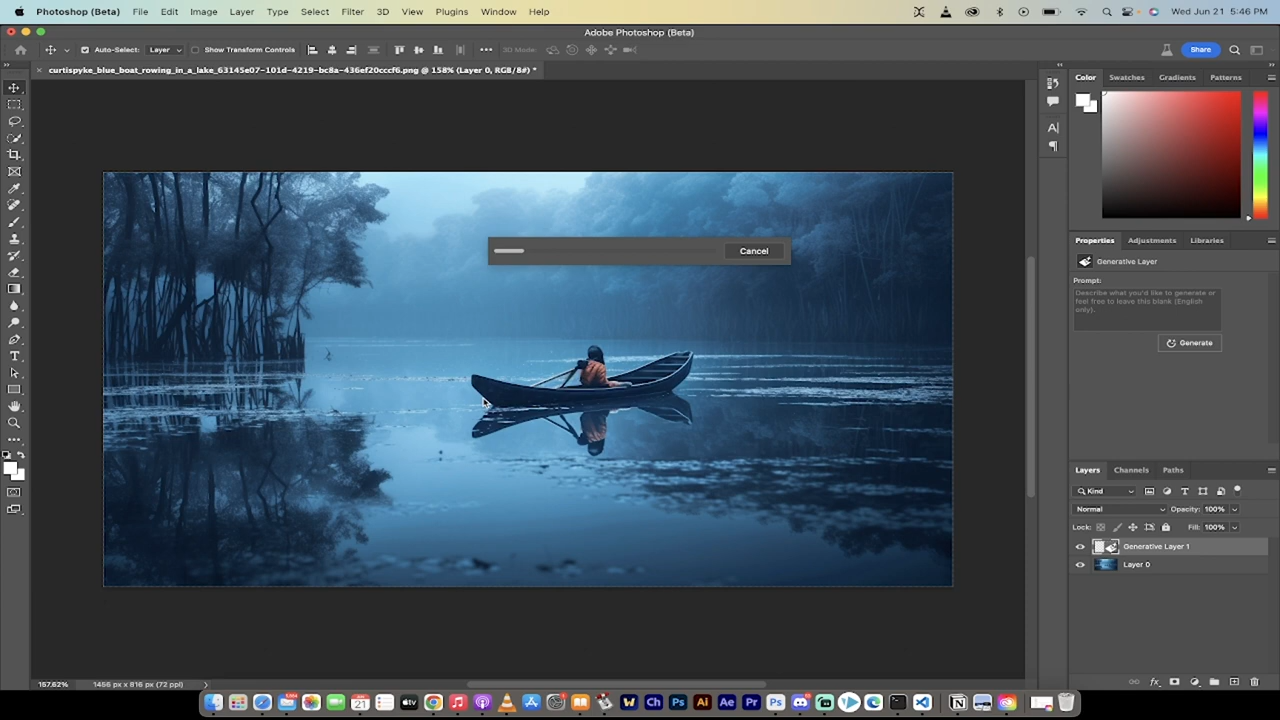 Photoshop (Beta) File Edit Image Layer Type Select Filter 3D View Plugins Window Help Wed Jun 21 5:46 PM
Adobe Photoshop (Beta)
Auto-Select: Layer Show Transform Controls 3D Mode: Share
curtispyke_blue_boat_rowing_in_a_lake_63145e07-101d-4219-bc8a-436ef20cccf6.png @ 158% (Layer 0, RGB/8#) *
Color Swatches Gradients Patterns
Cancel
Properties Adjustments Libraries
Generative Layer
Prompt:
Describe what you'd like to generate or
feel free to leave this blank (English
only).
Generate
Layers Channels Paths
Kind
Normal Opacity: 100%
Lock: Fill: 100%
Generative Layer 1
Layer 0
157.62% 1456 px x 816 px (72 ppi)